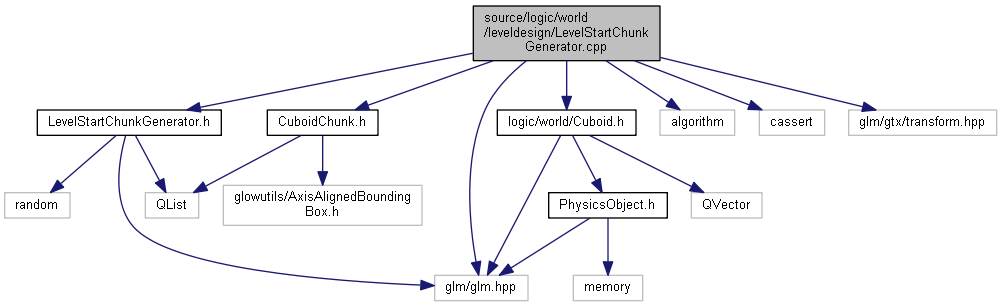 source/logic/world
/leveldesign/LevelStartChunk
Generator.cpp
LevelStartChunkGenerator.h
CuboidChunk.h
logic/world/Cuboid.h
algorithm
cassert
glm/gtx/transform.hpp
random
QList
glowutils/AxisAlignedBounding
Box.h
PhysicsObject.h
QVector
glm/glm.hpp
memory